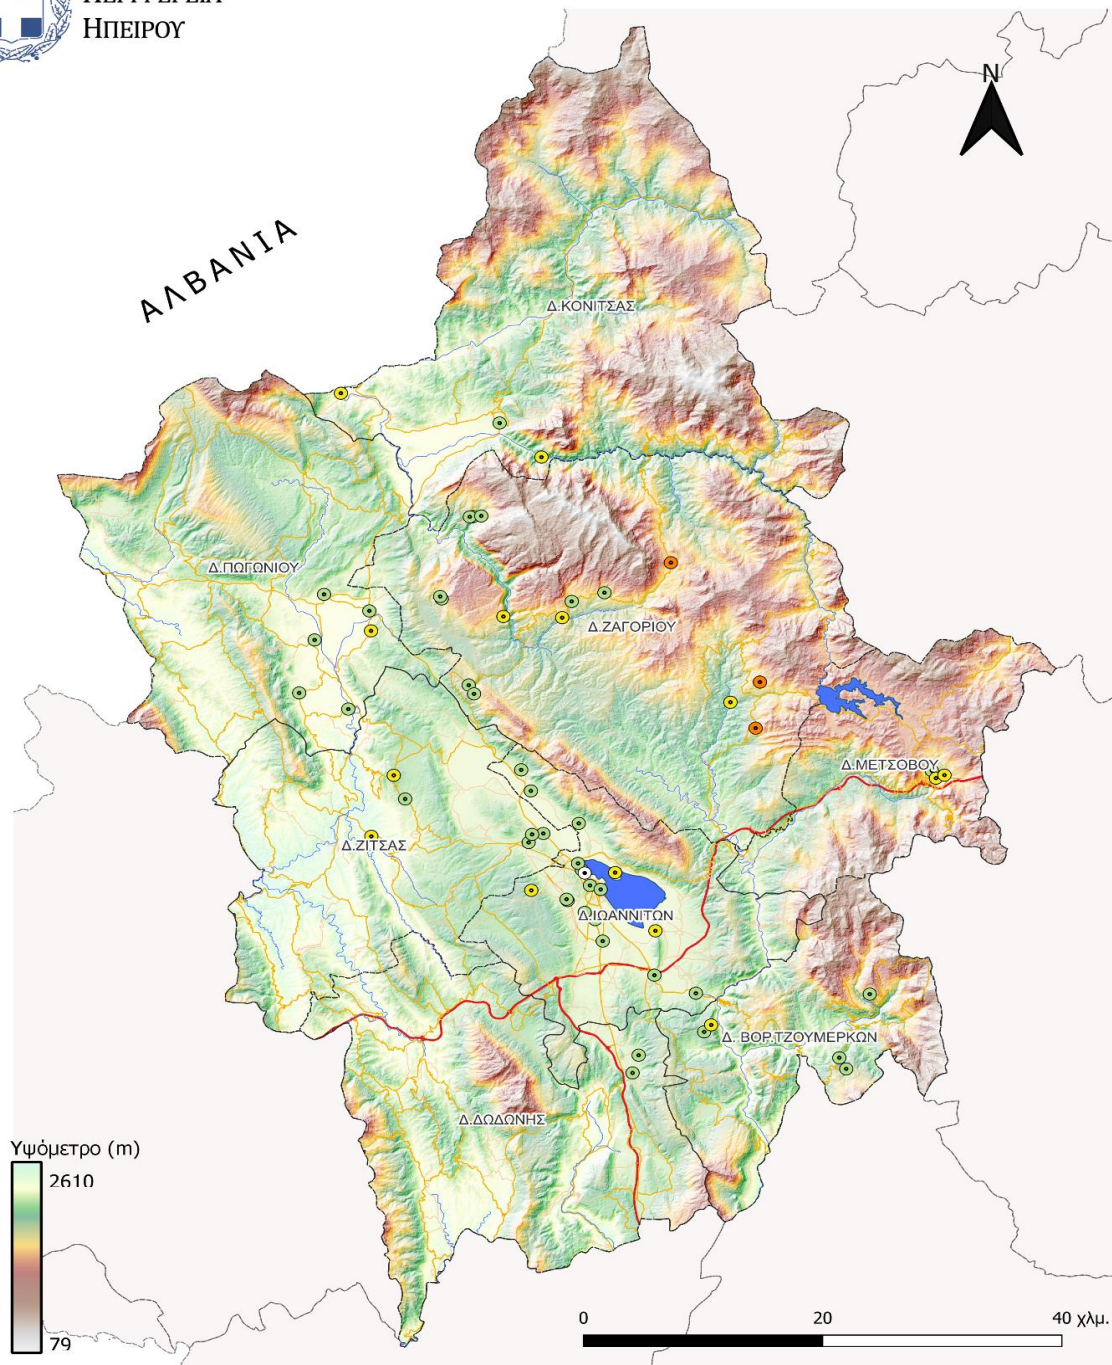 ΗΠΕΙΡΟΥ
N
ΑΛΒΑΝΙΑ
Δ.ΚΟΝΙΤΣΑΣ
Δ.ΠΩΓΩΝΙΟΥ
Δ.ΖΑΓΟΡΙΟΥ
Δ.ΜΕΤΣΟΒΟΥ
Δ.ΖΙΤΣΑΣ
Δ.ΙΩΑΝΝΙΤΩΝ
Δ. ΒΟΡ.ΤΖΟΥΜΕΡΚΩΝ
Δ.ΔΩΔΩΝΗΣ
Υψόμετρο (m)
2610
79
0 20 40 χλμ.